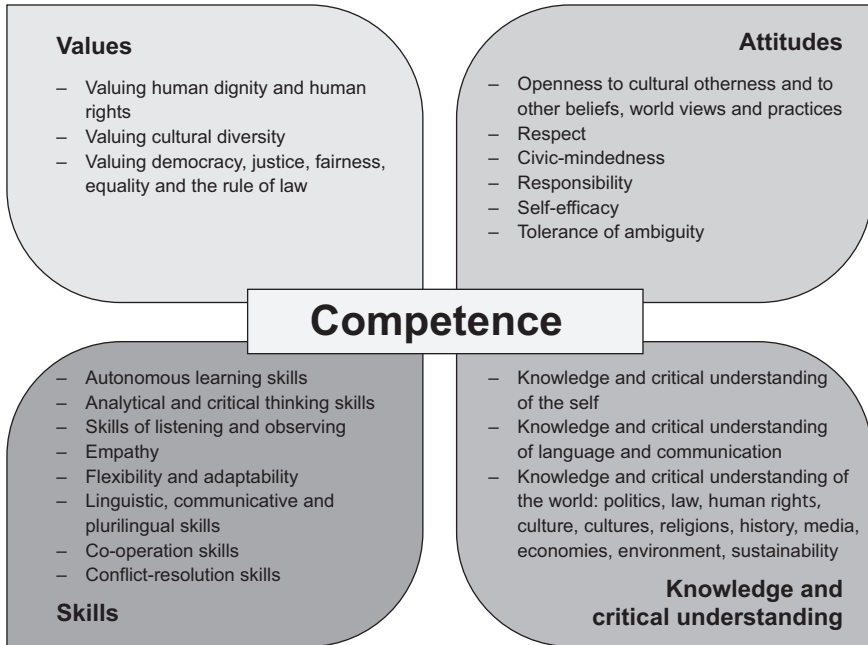 Values
– Valuing human dignity and human
rights
– Valuing cultural diversity
– Valuing democracy, justice, fairness,
equality and the rule of law
Attitudes
– Openness to cultural otherness and to
other beliefs, world views and practices
– Respect
– Civic-mindedness
– Responsibility
– Self-efficacy
– Tolerance of ambiguity
Competence
– Autonomous learning skills
– Analytical and critical thinking skills
– Skills of listening and observing
– Empathy
– Flexibility and adaptability
– Linguistic, communicative and
plurilingual skills
– Co-operation skills
– Conflict-resolution skills
Skills
– Knowledge and critical understanding
of the self
– Knowledge and critical understanding
of language and communication
– Knowledge and critical understanding of
the world: politics, law, human rights,
culture, cultures, religions, history, media,
economies, environment, sustainability
Knowledge and
critical understanding